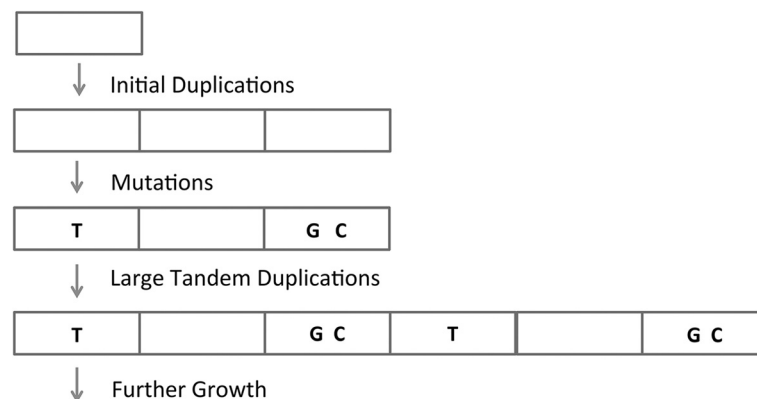 Initial Duplications
Mutations
T G C
Large Tandem Duplications
T G C T G C
Further Growth